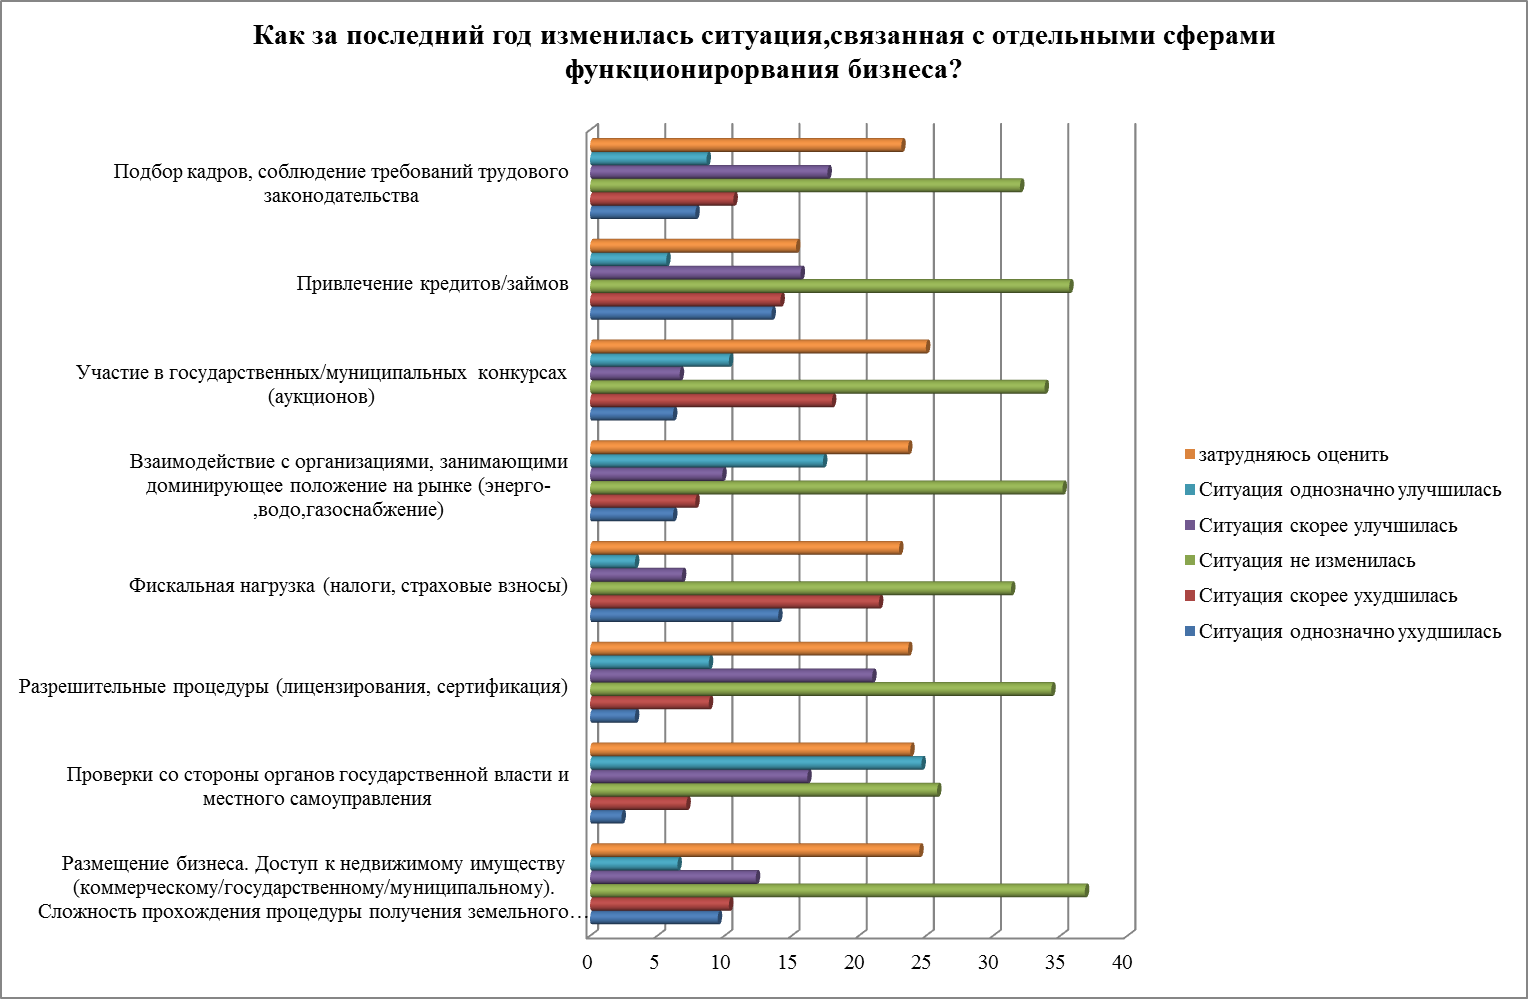 Как за последний год изменилась ситуация,связанная с отдельными сферами
функционирорвания бизнеса?
Подбор кадров, соблюдение требований трудового
законодательства
Привлечение кредитов/займов
Участие в государственных/муниципальных конкурсах
(аукционов)
Взаимодействие с организациями, занимающими
доминирующее положение на рынке (энерго-
,водо,газоснабжение)
Фискальная нагрузка (налоги, страховые взносы)
Разрешительные процедуры (лицензирования, сертификация)
Проверки со стороны органов государственной власти и
местного самоуправления
Размещение бизнеса. Доступ к недвижимому имуществу
(коммерческому/государственному/муниципальному).
Сложность прохождения процедуры получения земельного…
0 5 10 15 20 25 30 35 40
затрудняюсь оценить
Ситуация однозначно улучшилась
Ситуация скорее улучшилась
Ситуация не изменилась
Ситуация скорее ухудшилась
Ситуация однозначно ухудшилась